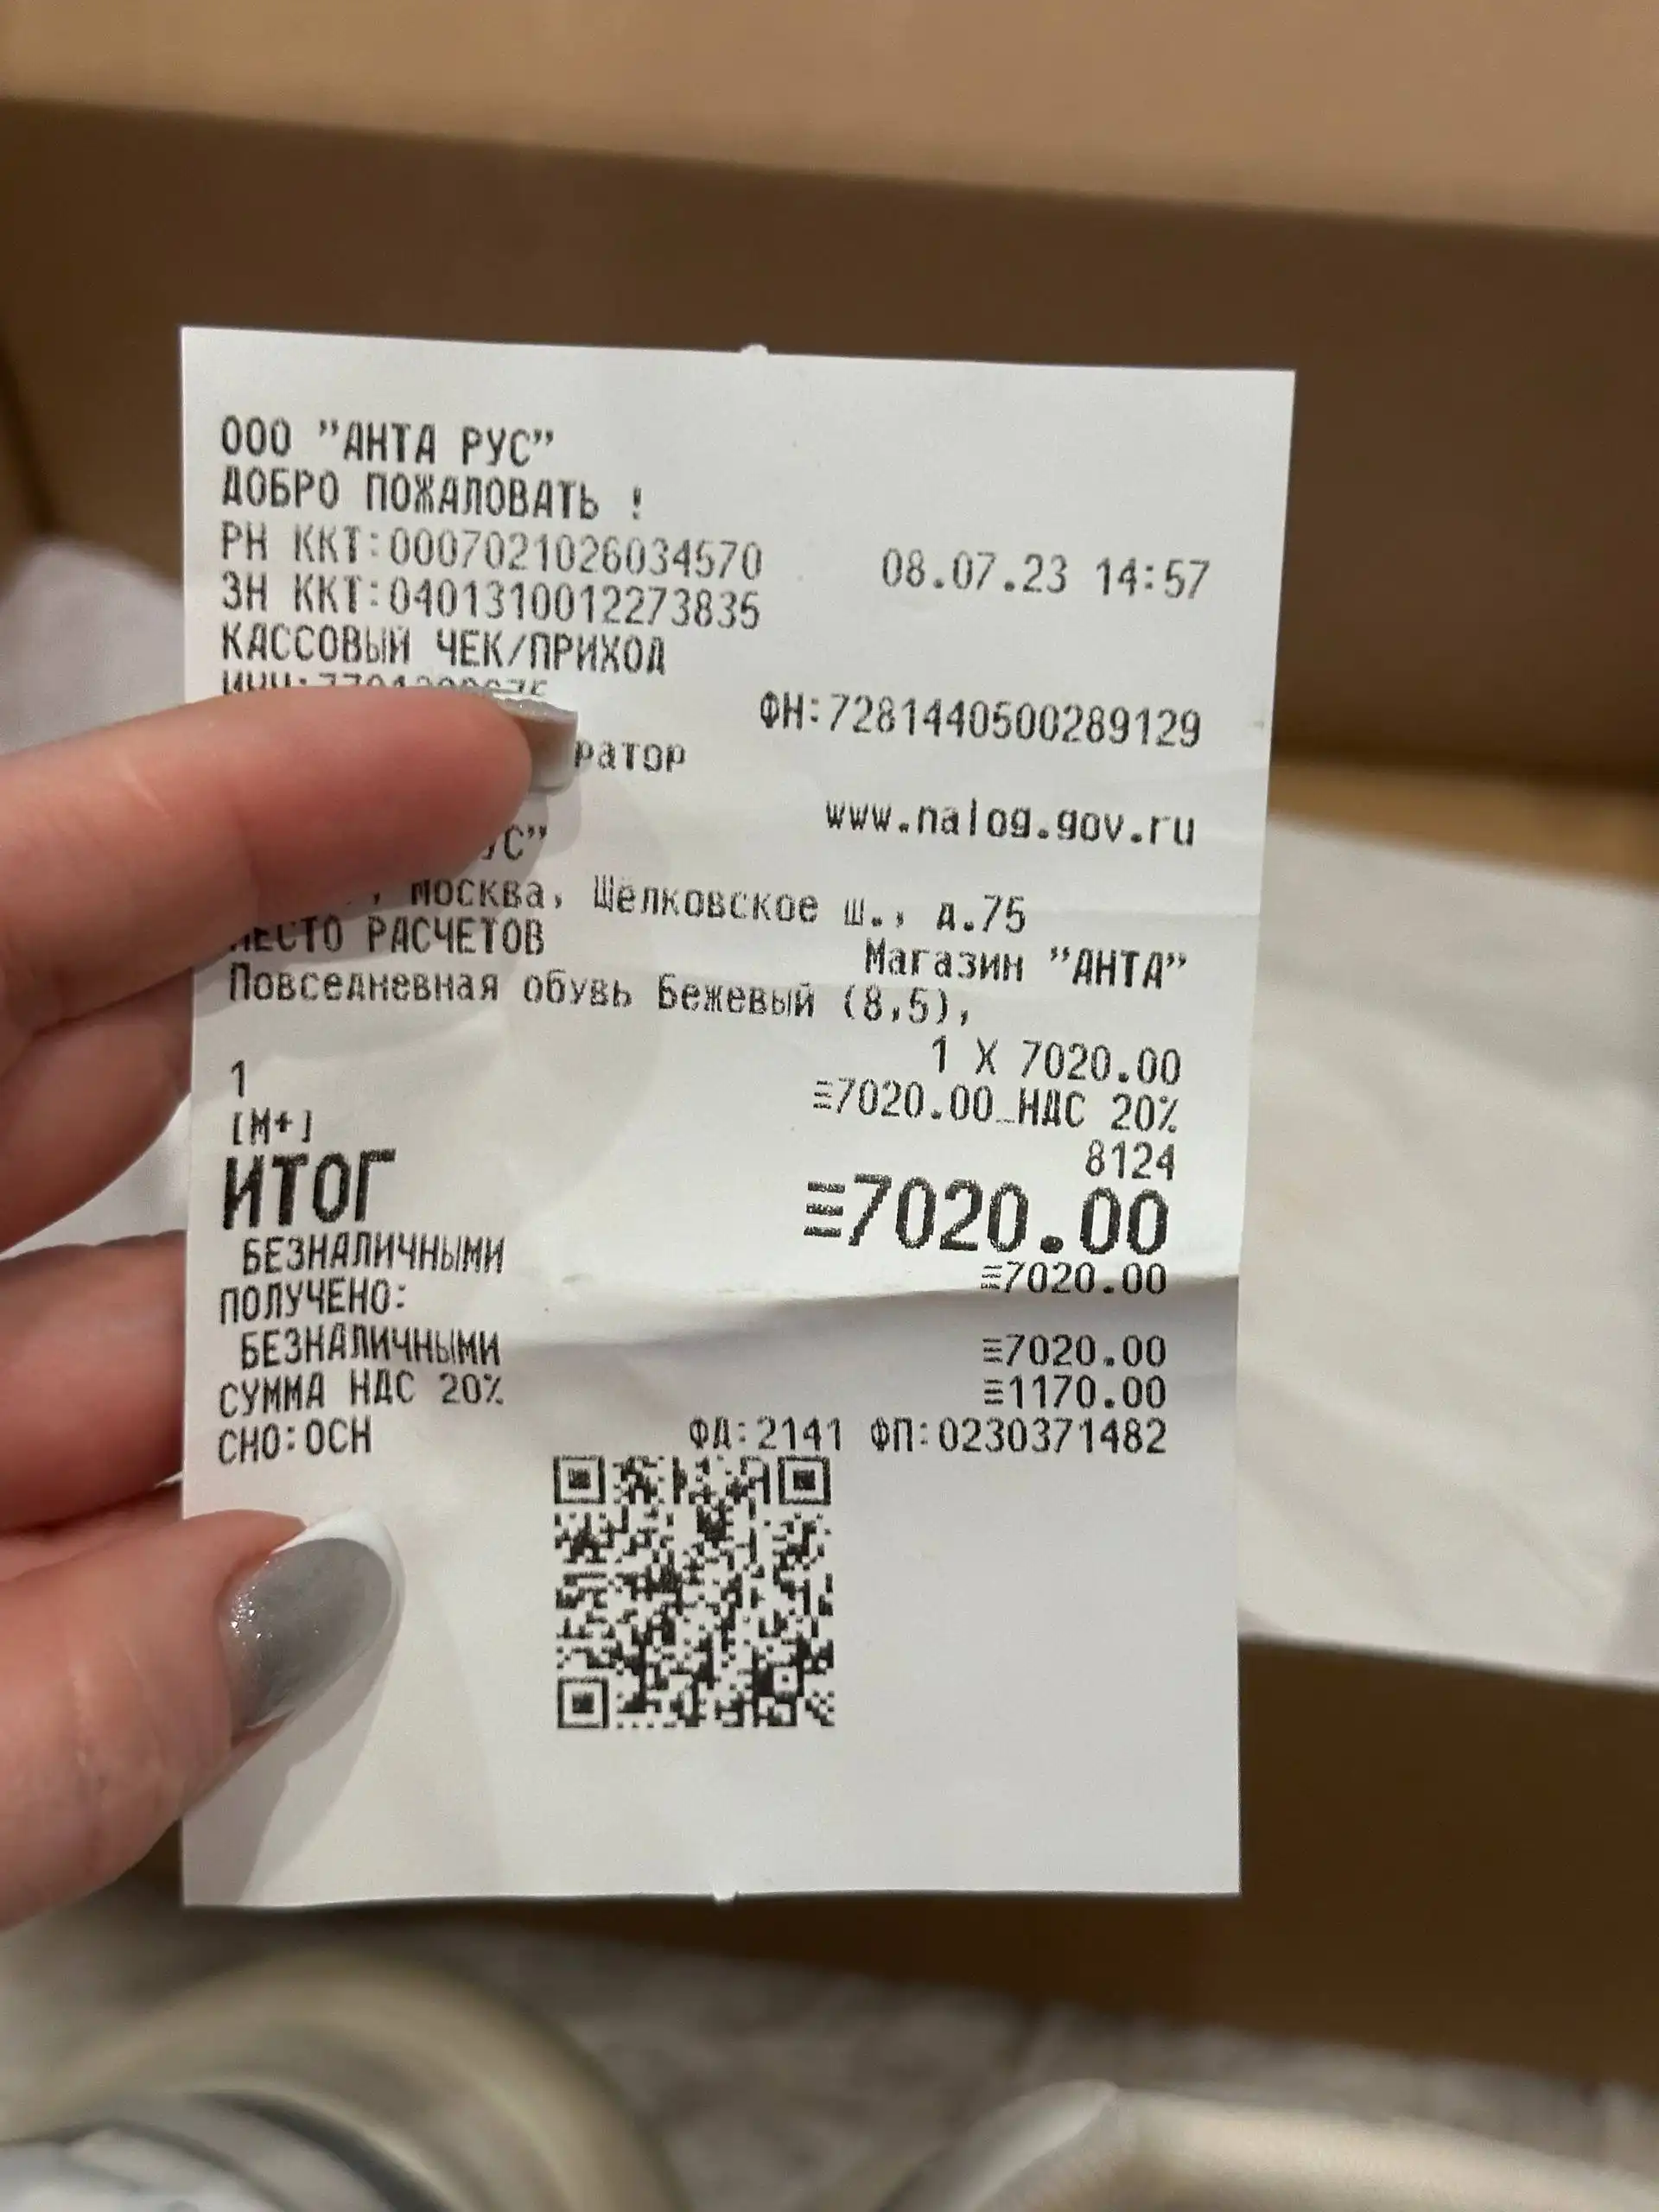 ООО "АНТА РУС"
ДОБРО ПОЖАЛОВАТЬ !
РН ККТ:0007021026034570 08.07.23 14:57
ЗН ККТ:0401310012273835
КАССОВЫЙ ЧЕК/ПРИХОД
ИНН: ФН:7281440500289129
ратор
www.nalog.gov.ru
УС"
, Москва, Щёлковское ш., д.75
МЕСТО РАСЧЕТОВ Магазин "АНТА"
Повседневная обувь Бежевый (8,5),
1 X 7020.00
1 ≡7020.00_НДС 20%
[М+] 8124
ИТОГ ≡7020.00
БЕЗНАЛИЧНЫМИ ≡7020.00
ПОЛУЧЕНО:
БЕЗНАЛИЧНЫМИ ≡7020.00
СУММА НДС 20% ≡1170.00
СНО:ОСН ФД:2141 ФП:0230371482